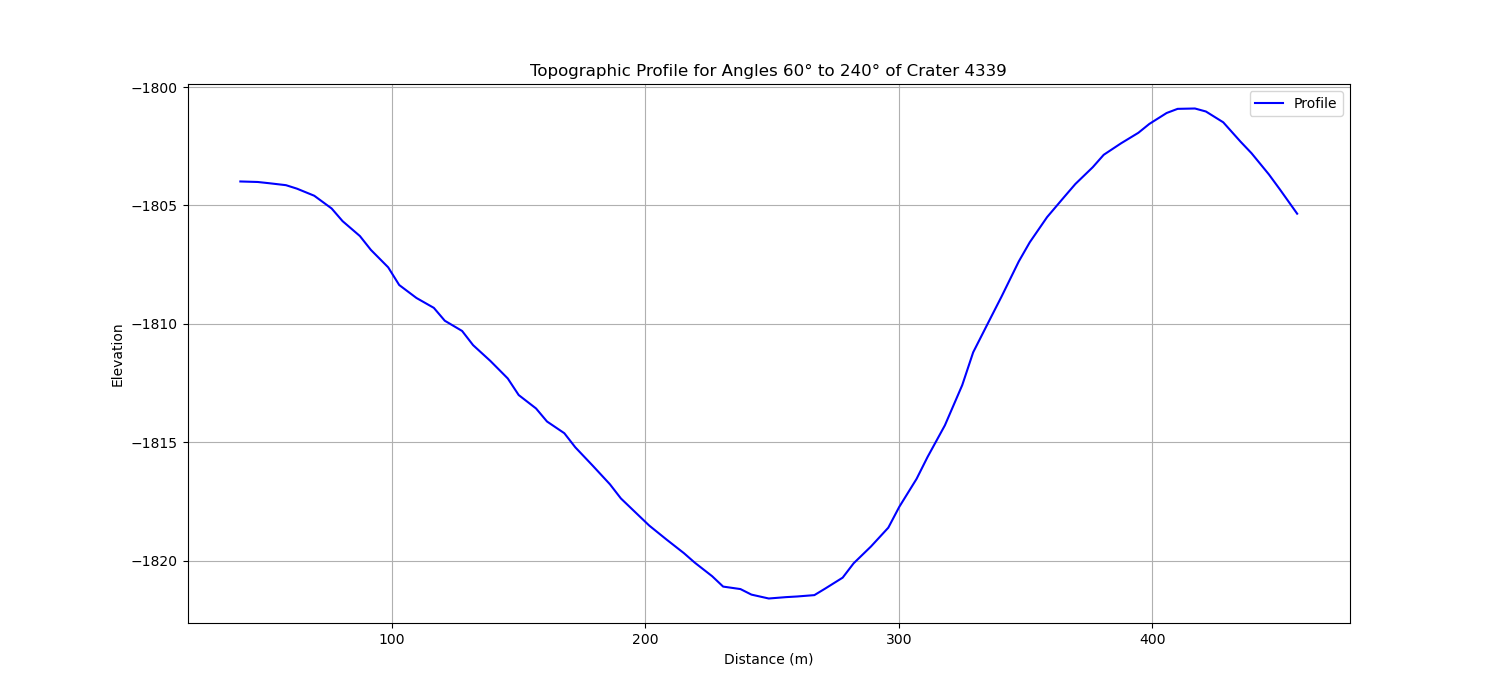 Topographic Profile for Angles 60° to 240° of Crater 4339
Profile
−1800
−1805
−1810
−1815
−1820
Elevation
100
200
300
400
Distance (m)